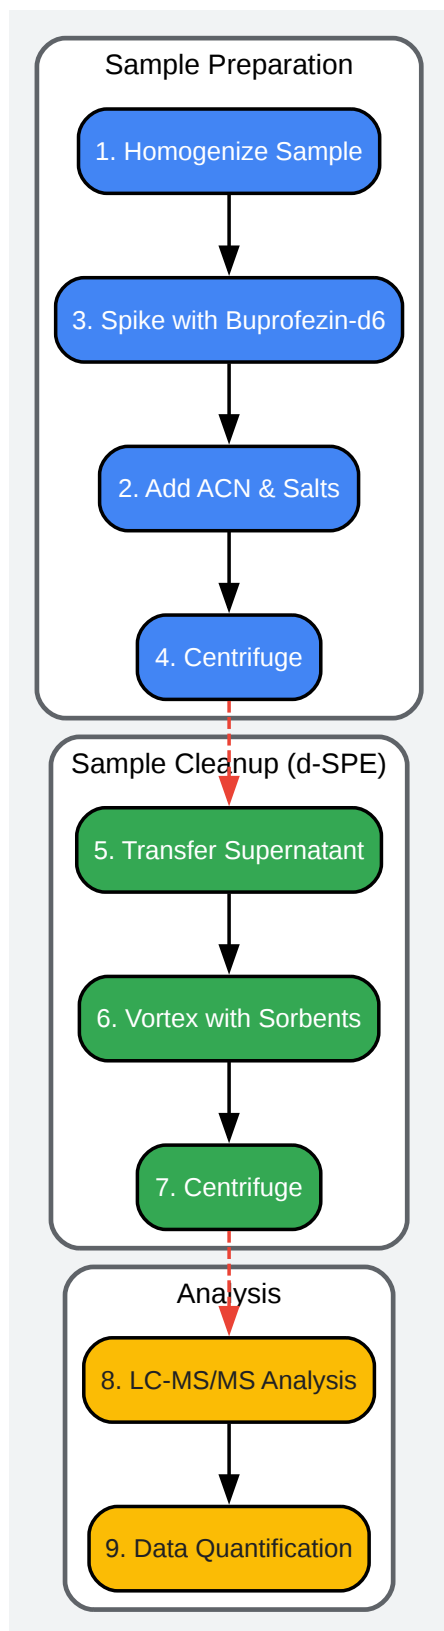 Sample Preparation
1. Homogenize Sample
3. Spike with Buprofezin-d6
2. Add ACN & Salts
4. Centrifuge
Sample Cleanup (d-SPE)
5. Transfer Supernatant
6. Vortex with Sorbents
7. Centrifuge
Analysis
8. LC-MS/MS Analysis
9. Data Quantification